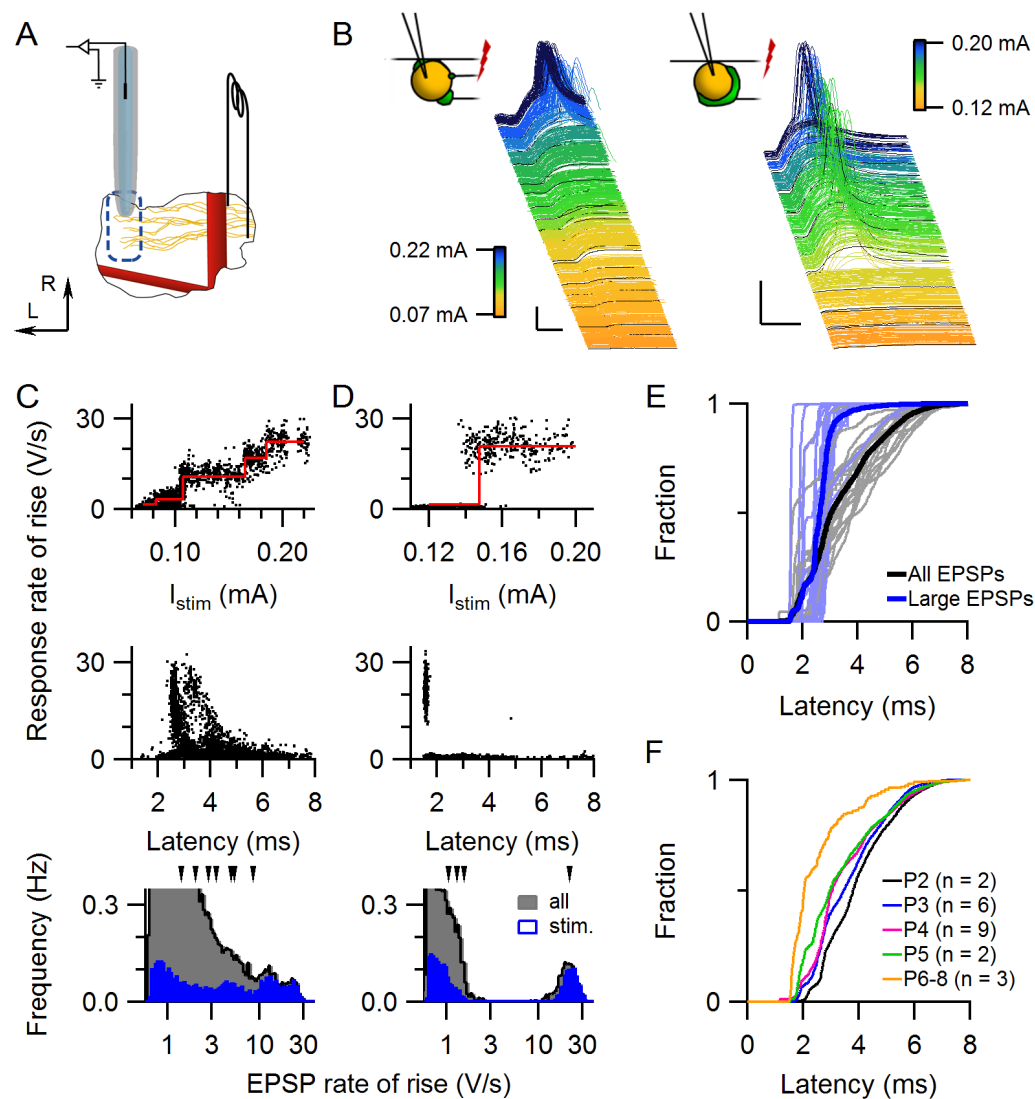 A
R
L
B
0.22 mA
0.07 mA
0.20 mA
0.12 mA
C
Response rate of rise (V/s)
30
0
0.10
0.20
Istim (mA)
D
30
0
0.12
0.16
0.20
Istim (mA)
30
0
2
4
6
8
Latency (ms)
30
0
2
4
6
8
Latency (ms)
Frequency (Hz)
0.3
0.0
1
3
10
30
0.3
0.0
all
stim.
1
3
10
30
EPSP rate of rise (V/s)
E
Fraction
1
0
All EPSPs
Large EPSPs
0
2
4
6
8
Latency (ms)
F
Fraction
1
0
P2 (n = 2)
P3 (n = 6)
P4 (n = 9)
P5 (n = 2)
P6-8 (n = 3)
0
2
4
6
8
Latency (ms)